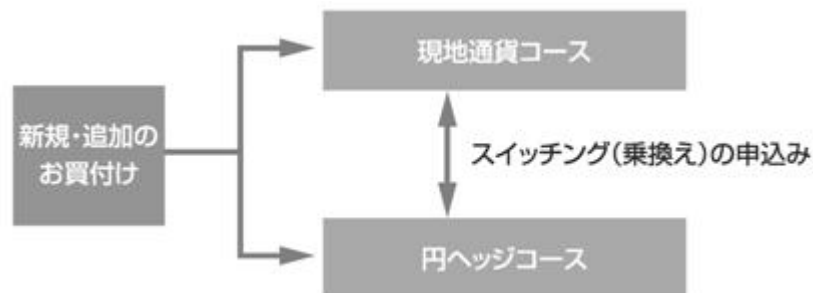 現地通貨コース
新規・追加の
お買付け
スイッチング(乗換え)の申込み
円ヘッジコース